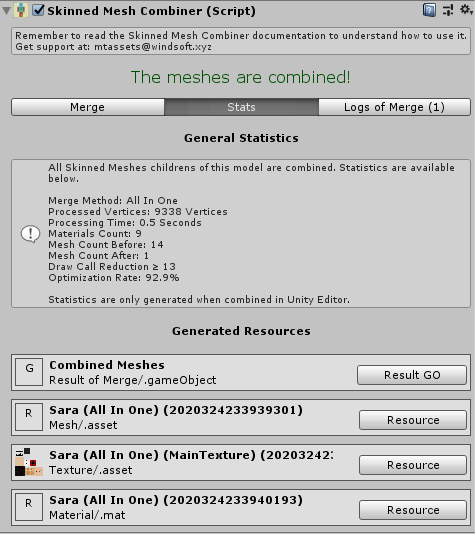 Skinned Mesh Combiner (Script)
Remember to read the Skinned Mesh Combiner documentation to understand how to use it.
Get support at: mtassets@windsoft.xyz
The meshes are combined!
Merge
Stats
Logs of Merge (1)
General Statistics
All Skinned Meshes childrens of this model are combined. Statistics are available
below.
Merge Method: All In One
Processed Vertices: 9338 Vertices
Processing Time: 0.5 Seconds
Materials Count: 9
Mesh Count Before: 14
Mesh Count After: 1
Draw Call Reduction ≥ 13
Optimization Rate: 92.9%
Statistics are only generated when combined in Unity Editor.
Generated Resources
G
Combined Meshes
Result of Merge/.gameObject
Result GO
R
Sara (All In One) (2020324233939301)
Mesh/.asset
Resource
Sara (All In One) (MainTexture) (20203242:
Texture/.asset
Resource
R
Sara (All In One) (2020324233940193)
Material/.mat
Resource